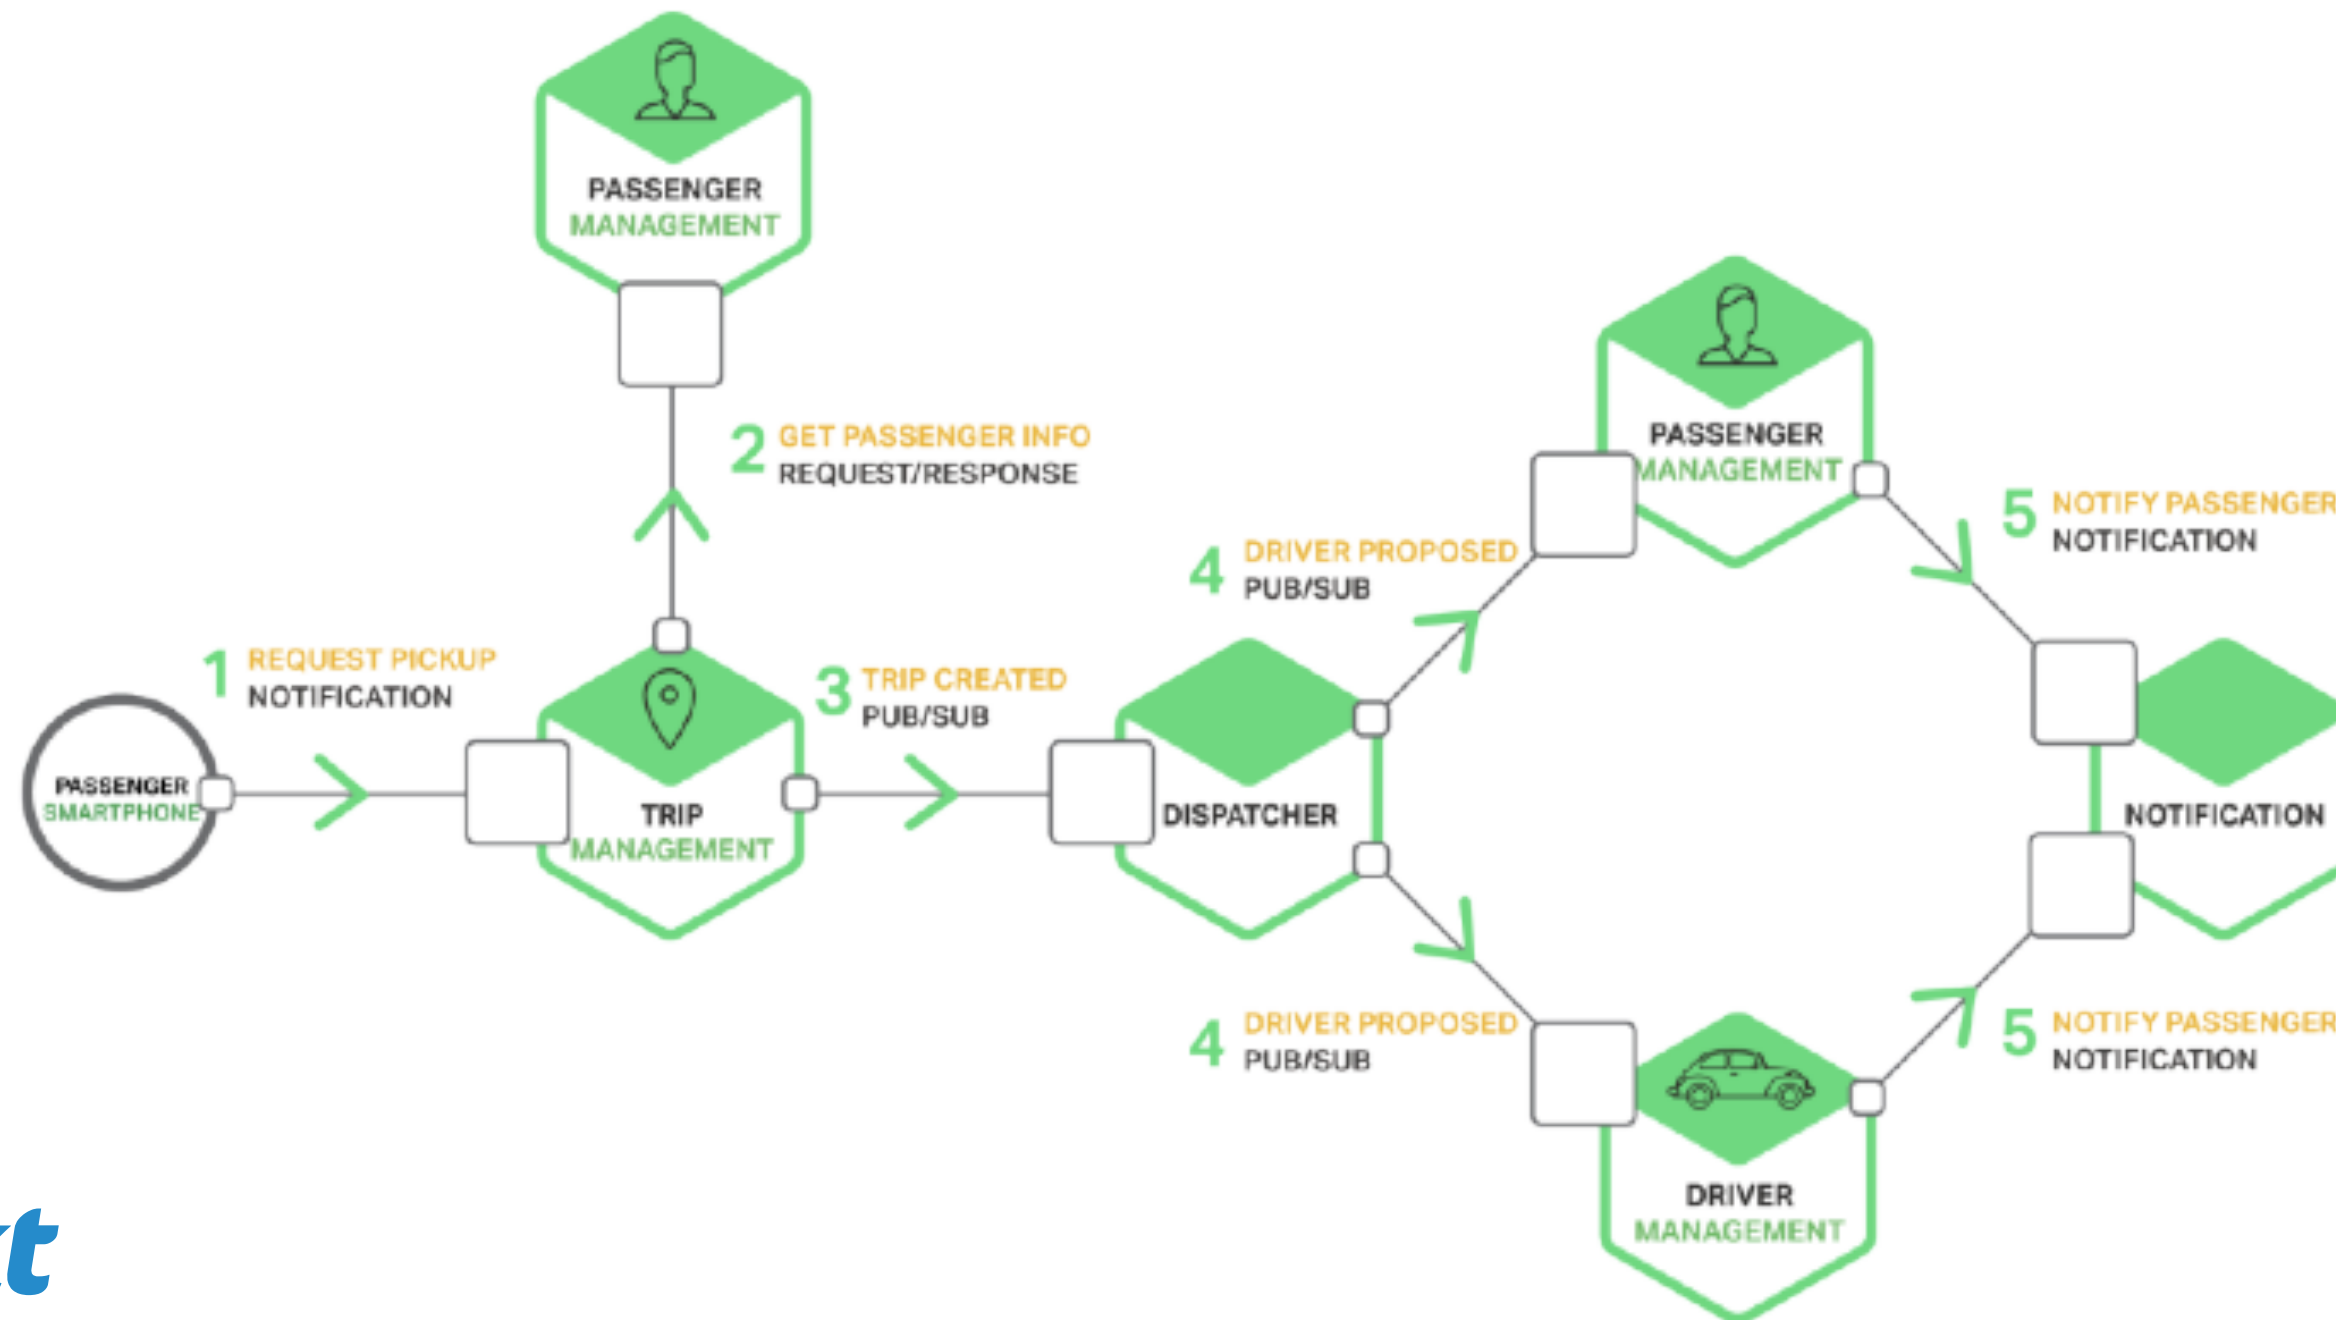 PASSENGER
MANAGEMENT
2 GET PASSENGER INFO
REQUEST/RESPONSE
1 REQUEST PICKUP
NOTIFICATION
PASSENGER
SMARTPHONE
TRIP
MANAGEMENT
3 TRIP CREATED
PUB/SUB
DISPATCHER
4 DRIVER PROPOSED
PUB/SUB
PASSENGER
MANAGEMENT
5 NOTIFY PASSENGER
NOTIFICATION
NOTIFICATION
4 DRIVER PROPOSED
PUB/SUB
DRIVER
MANAGEMENT
5 NOTIFY PASSENGER
NOTIFICATION